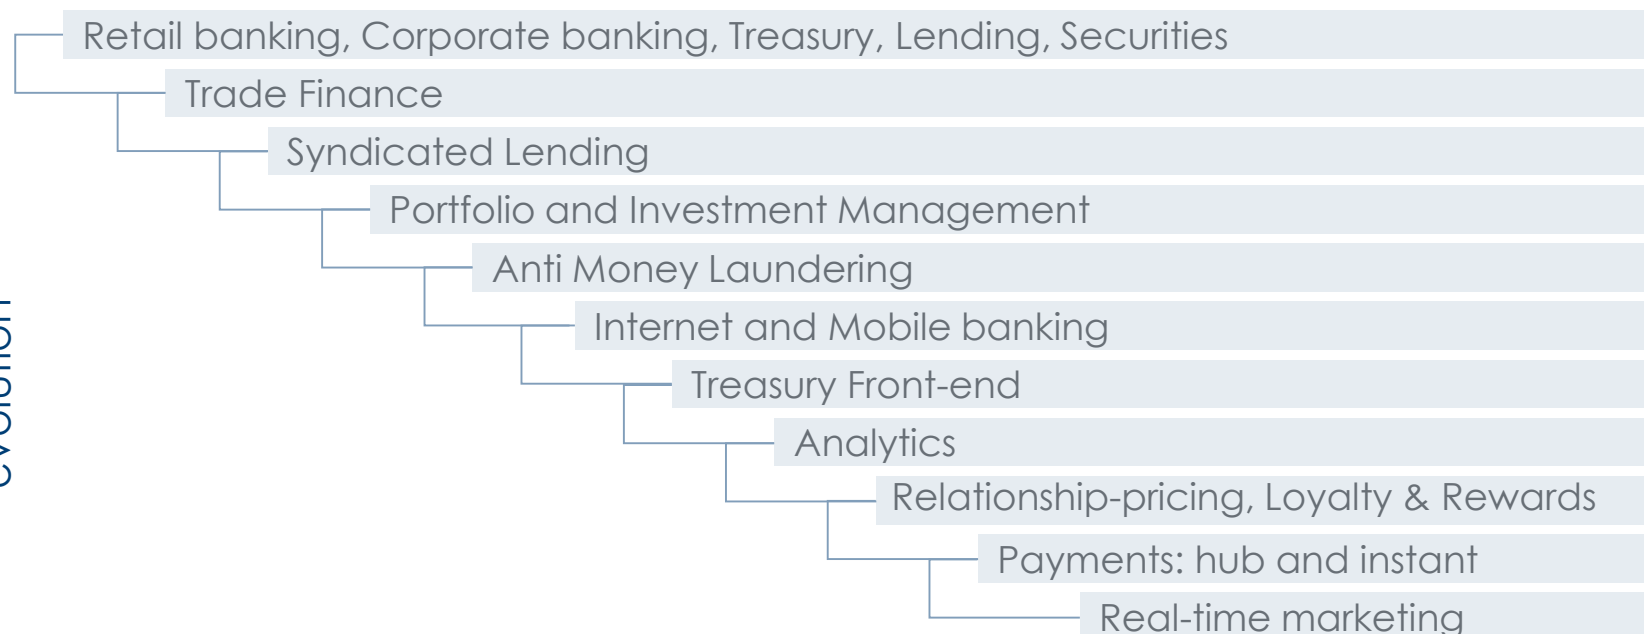 Retail banking, Corporate banking, Treasury, Lending, Securities
Trade Finance
Syndicated Lending
Portfolio and Investment Management
Anti Money Laundering
Internet and Mobile banking
Treasury Front-end
Analytics
Relationship-pricing, Loyalty & Rewards
Payments: hub and instant
Real-time marketing
evolution